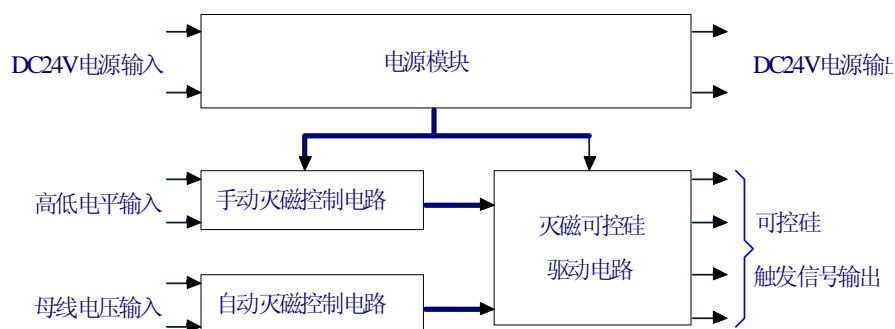 DC24V电源输入
电源模块
DC24V电源输出
高低电平输入
手动灭磁控制电路
灭磁可控硅
驱动电路
可控硅
触发信号输出
母线电压输入
自动灭磁控制电路